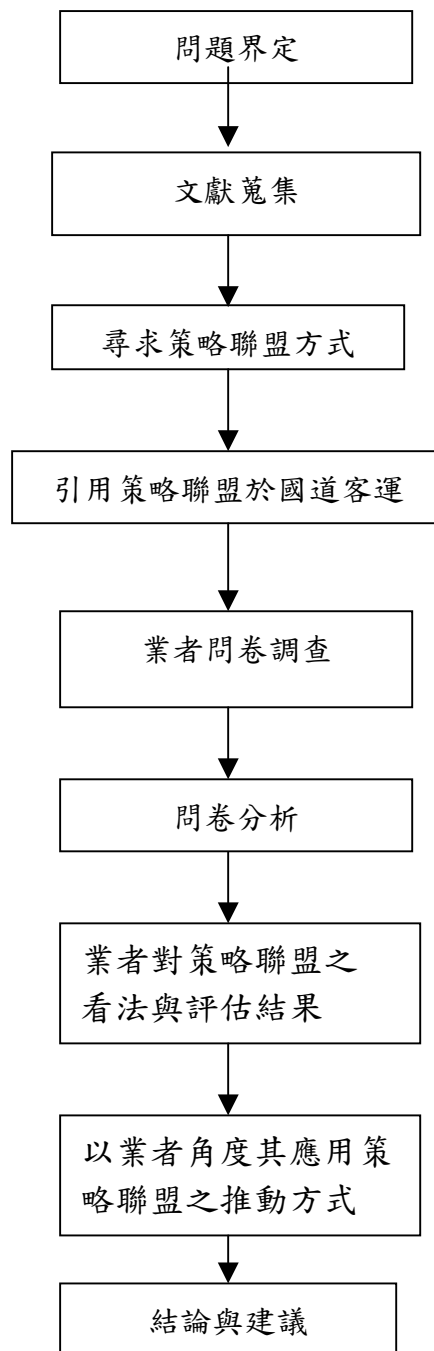 問題界定
文獻蒐集
尋求策略聯盟方式
引用策略聯盟於國道客運
業者問卷調查
問卷分析
業者對策略聯盟之
看法與評估結果
以業者角度其應用策
略聯盟之推動方式
結論與建議